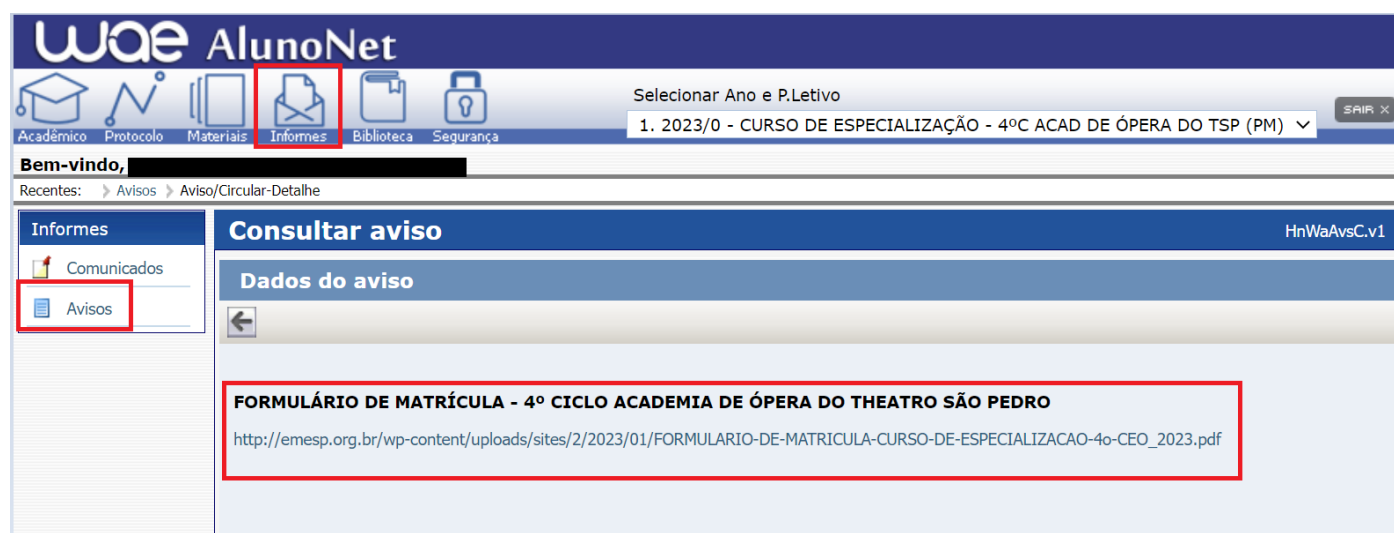 wae AlunoNet
Selecionar Ano e P.Letivo
SAIR X
1. 2023/0 - CURSO DE ESPECIALIZAÇÃO - 4ºC ACAD DE ÓPERA DO TSP (PM)
Acadêmico Protocolo Materiais Informes Biblioteca Segurança
Bem-vindo,
Recentes: Avisos Aviso/Circular-Detalhe
Informes
Comunicados
Avisos
Consultar aviso
HnWaAvsC.v1
Dados do aviso
FORMULÁRIO DE MATRÍCULA - 4º CICLO ACADEMIA DE ÓPERA DO THEATRO SÃO PEDRO
http://emesp.org.br/wp-content/uploads/sites/2/2023/01/FORMULARIO-DE-MATRICULA-CURSO-DE-ESPECIALIZACAO-4o-CEO_2023.pdf